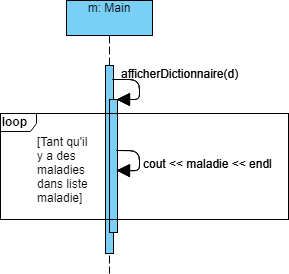 m: Main
afficherDictionnaire(d)
loop
[Tant qu'il
y a des
maladies
dans liste
maladie]
cout << maladie << endl